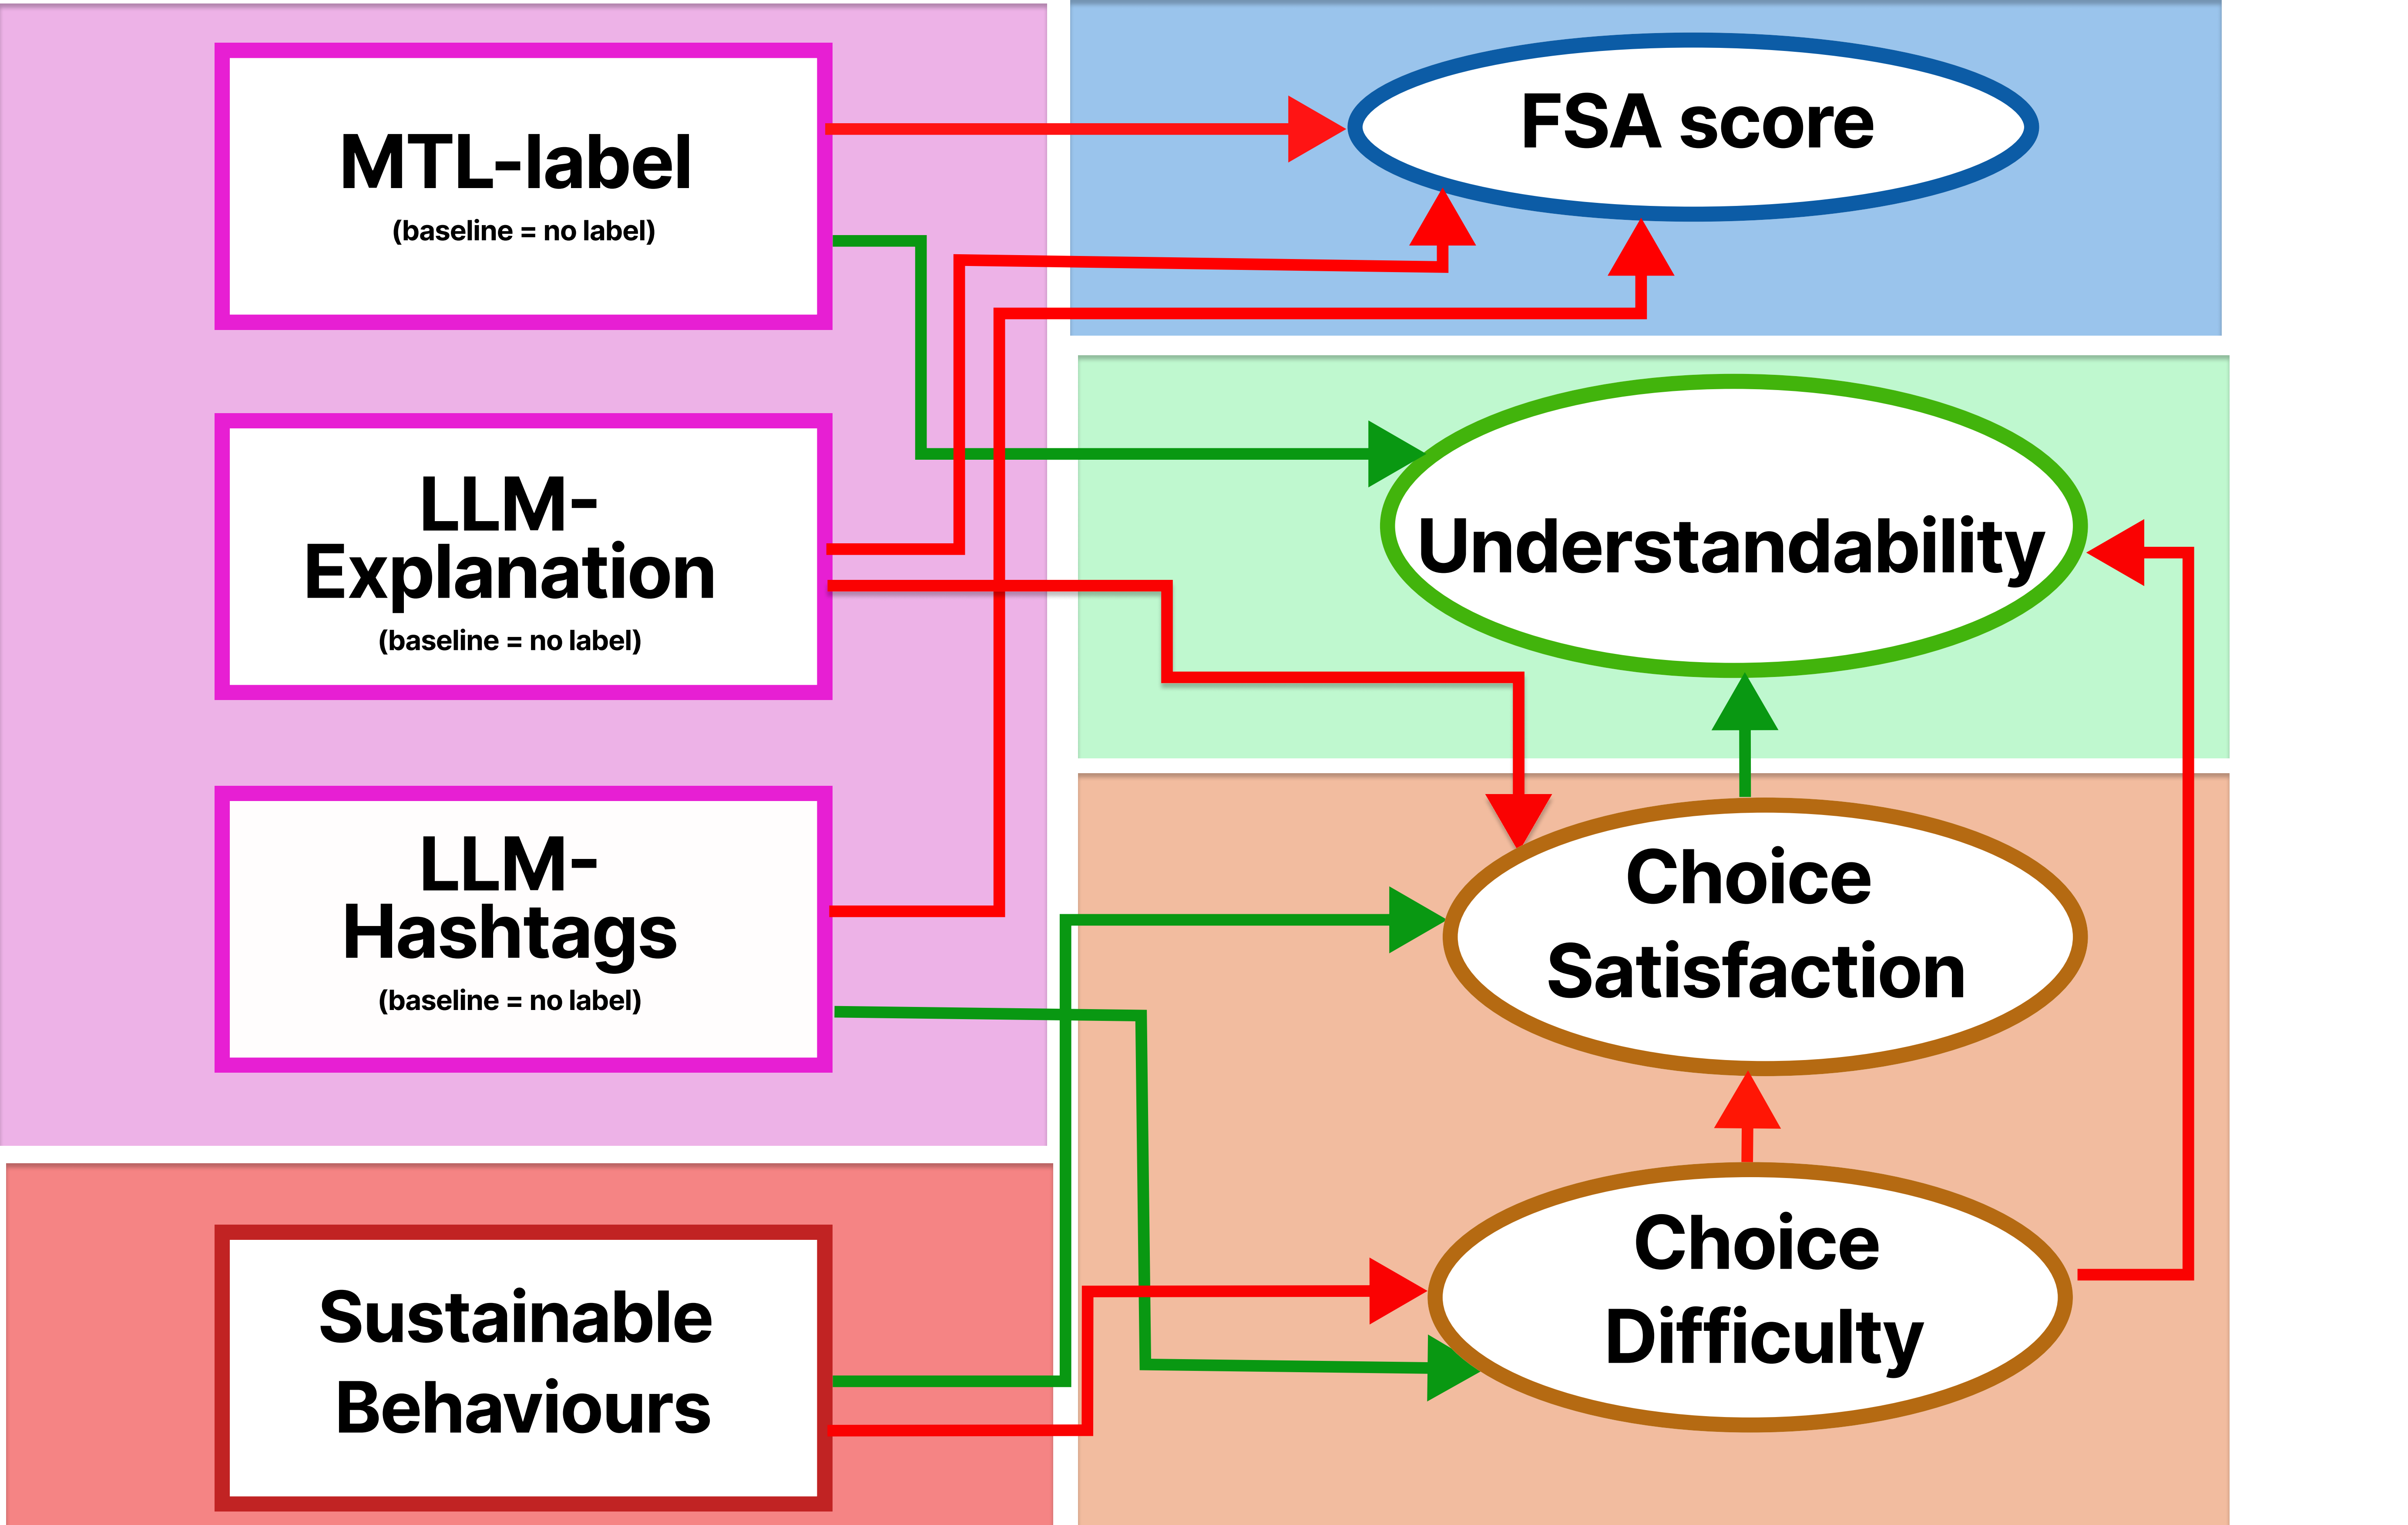 MTL-label
(baseline = no label)
LLM-
Explanation
(baseline = no label)
LLM-
Hashtags
(baseline = no label)
Sustainable
Behaviours
FSA score
Understandability
Choice
Satisfaction
Choice
Difficulty